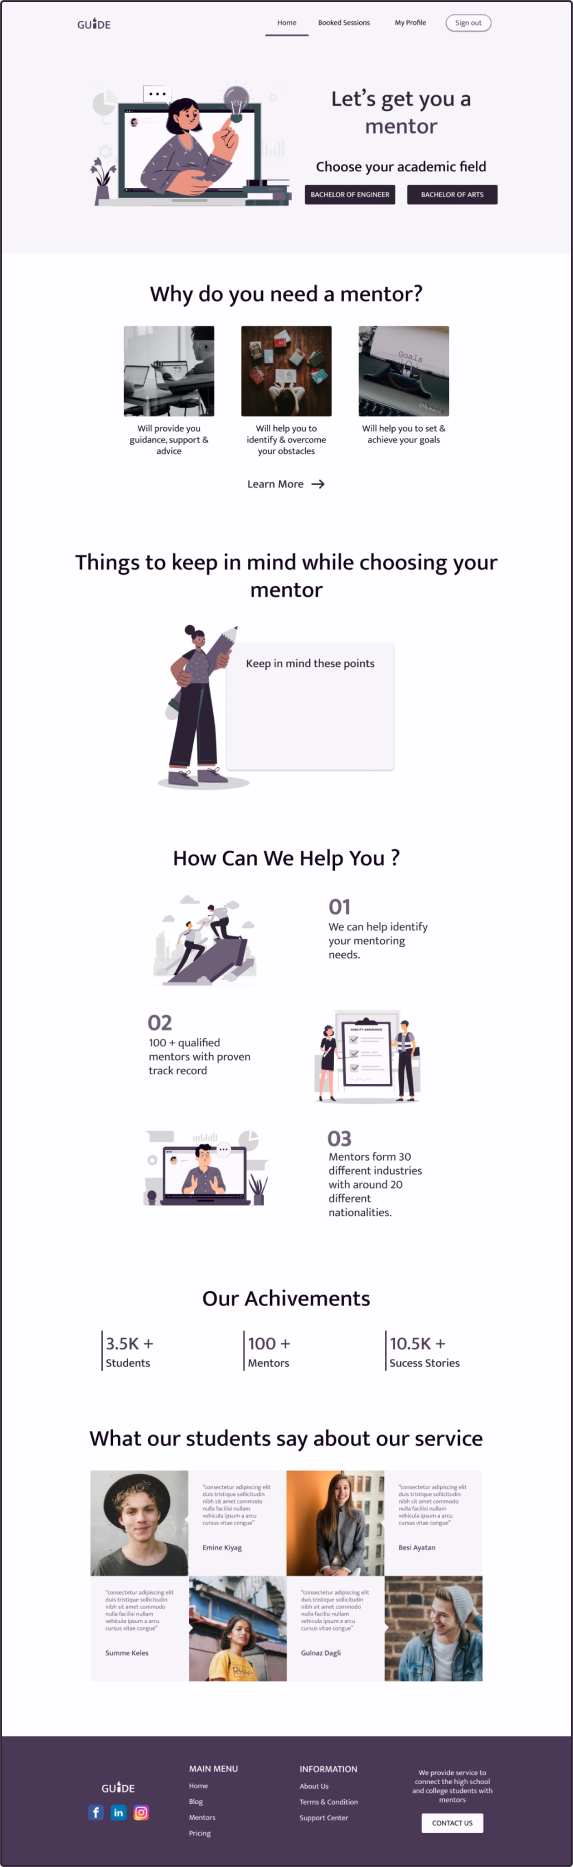 GUIDE
Home
Booked Sessions
My Profile
Sign out
Let's get you a
mentor
Choose your academic field
BACHELOR OF ENGINEER
BACHELOR OF ARTS
Why do you need a mentor?
Goals
Will provide you
guidance, support &
advice
Will help you to
identify & overcome
your obstacles
Will help you to set &
achieve your goals
Learn More
Things to keep in mind while choosing your
mentor
Keep in mind these points
How Can We Help You ?
01
We can help identify
your mentoring
needs.
02
100 + qualified
mentors with proven
track record
QUALITY ASSURANCE
03
Mentors form 30
different industries
with around 20
different
nationalities.
Our Achivements
3.5K +
Students
100 +
Mentors
10.5K +
Sucess Stories
What our students say about our service
"consectetur adipiscing elit
duis tristique sollicitudin
nibh sit amet commodo
nulla facilisi nullam
vehicula ipsum a arcu
cursus vitae congue"
Emine Kiyag
"consectetur adipiscing elit
duis tristique sollicitudin
nibh sit amet commodo
nulla facilisi nullam
vehicula ipsum a arcu
cursus vitae congue"
Besi Ayatan
"consectetur adipiscing elit
duis tristique sollicitudin
nibh sit amet commodo
nulla facilisi nullam
vehicula ipsum a arcu
cursus vitae congue"
Summe Keles
"consectetur adipiscing elit
duis tristique sollicitudin
nibh sit amet commodo
nulla facilisi nullam
vehicula ipsum a arcu
cursus vitae congue"
Gulnaz Dagli
GUIDE
f
in
MAIN MENU
Home
Blog
Mentors
Pricing
INFORMATION
About Us
Terms & Condition
Support Center
We provide service to
connect the high school
and college students with
mentors
CONTACT US